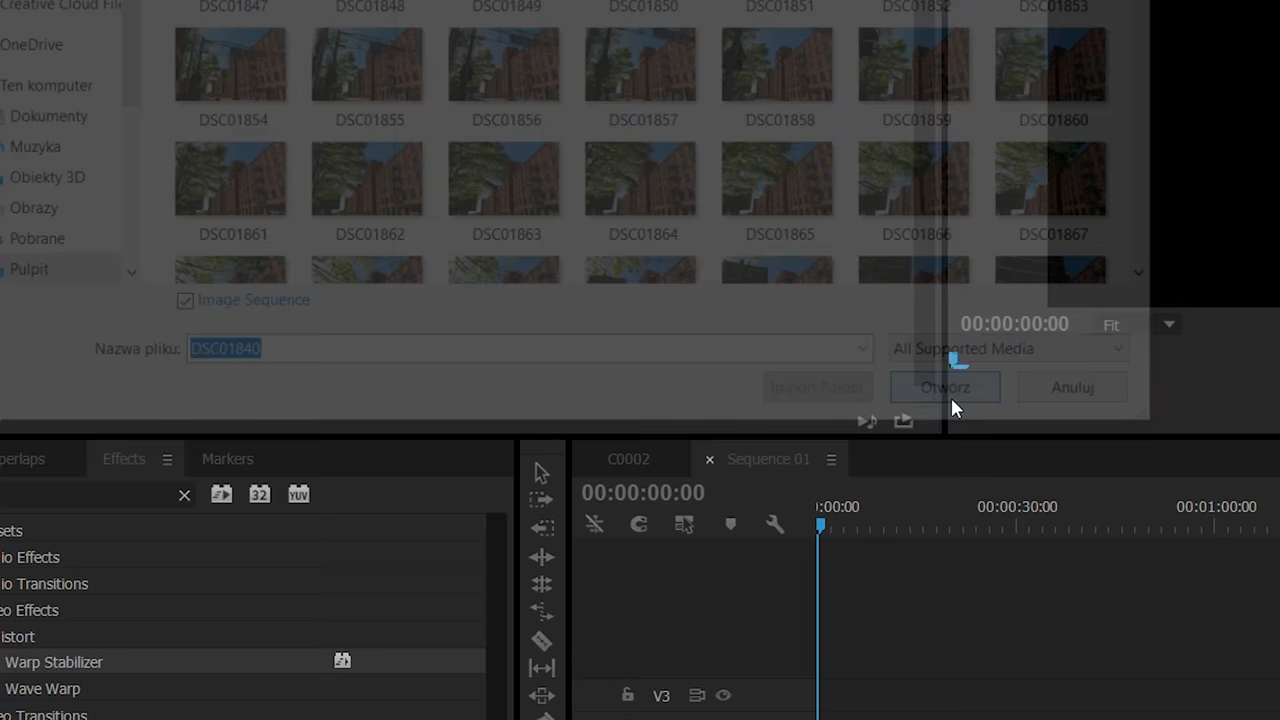 Creative Cloud File
DSC01847 DSC01848 DSC01849 DSC01850 DSC01851 DSC01852 DSC01853
OneDrive
Ten komputer
Dokumenty
DSC01854 DSC01855 DSC01856 DSC01857 DSC01858 DSC01859 DSC01860
Muzyka
Obiekty 3D
Obrazy
Pobrane
DSC01861 DSC01862 DSC01863 DSC01864 DSC01865 DSC01866 DSC01867
Pulpit
Image Sequence
00:00:00:00 Fit
Nazwa pliku: DSC01840 All Supported Media
Import Folder Otwórz Anuluj
perlaps Effects Markers
C0002 Sequence 01
32 YUV
00:00:00:00
:00:00 00:00:30:00 00:01:00:00
sets
io Effects
io Transitions
eo Effects
istort
Warp Stabilizer
Wave Warp
eo Transitions
V3